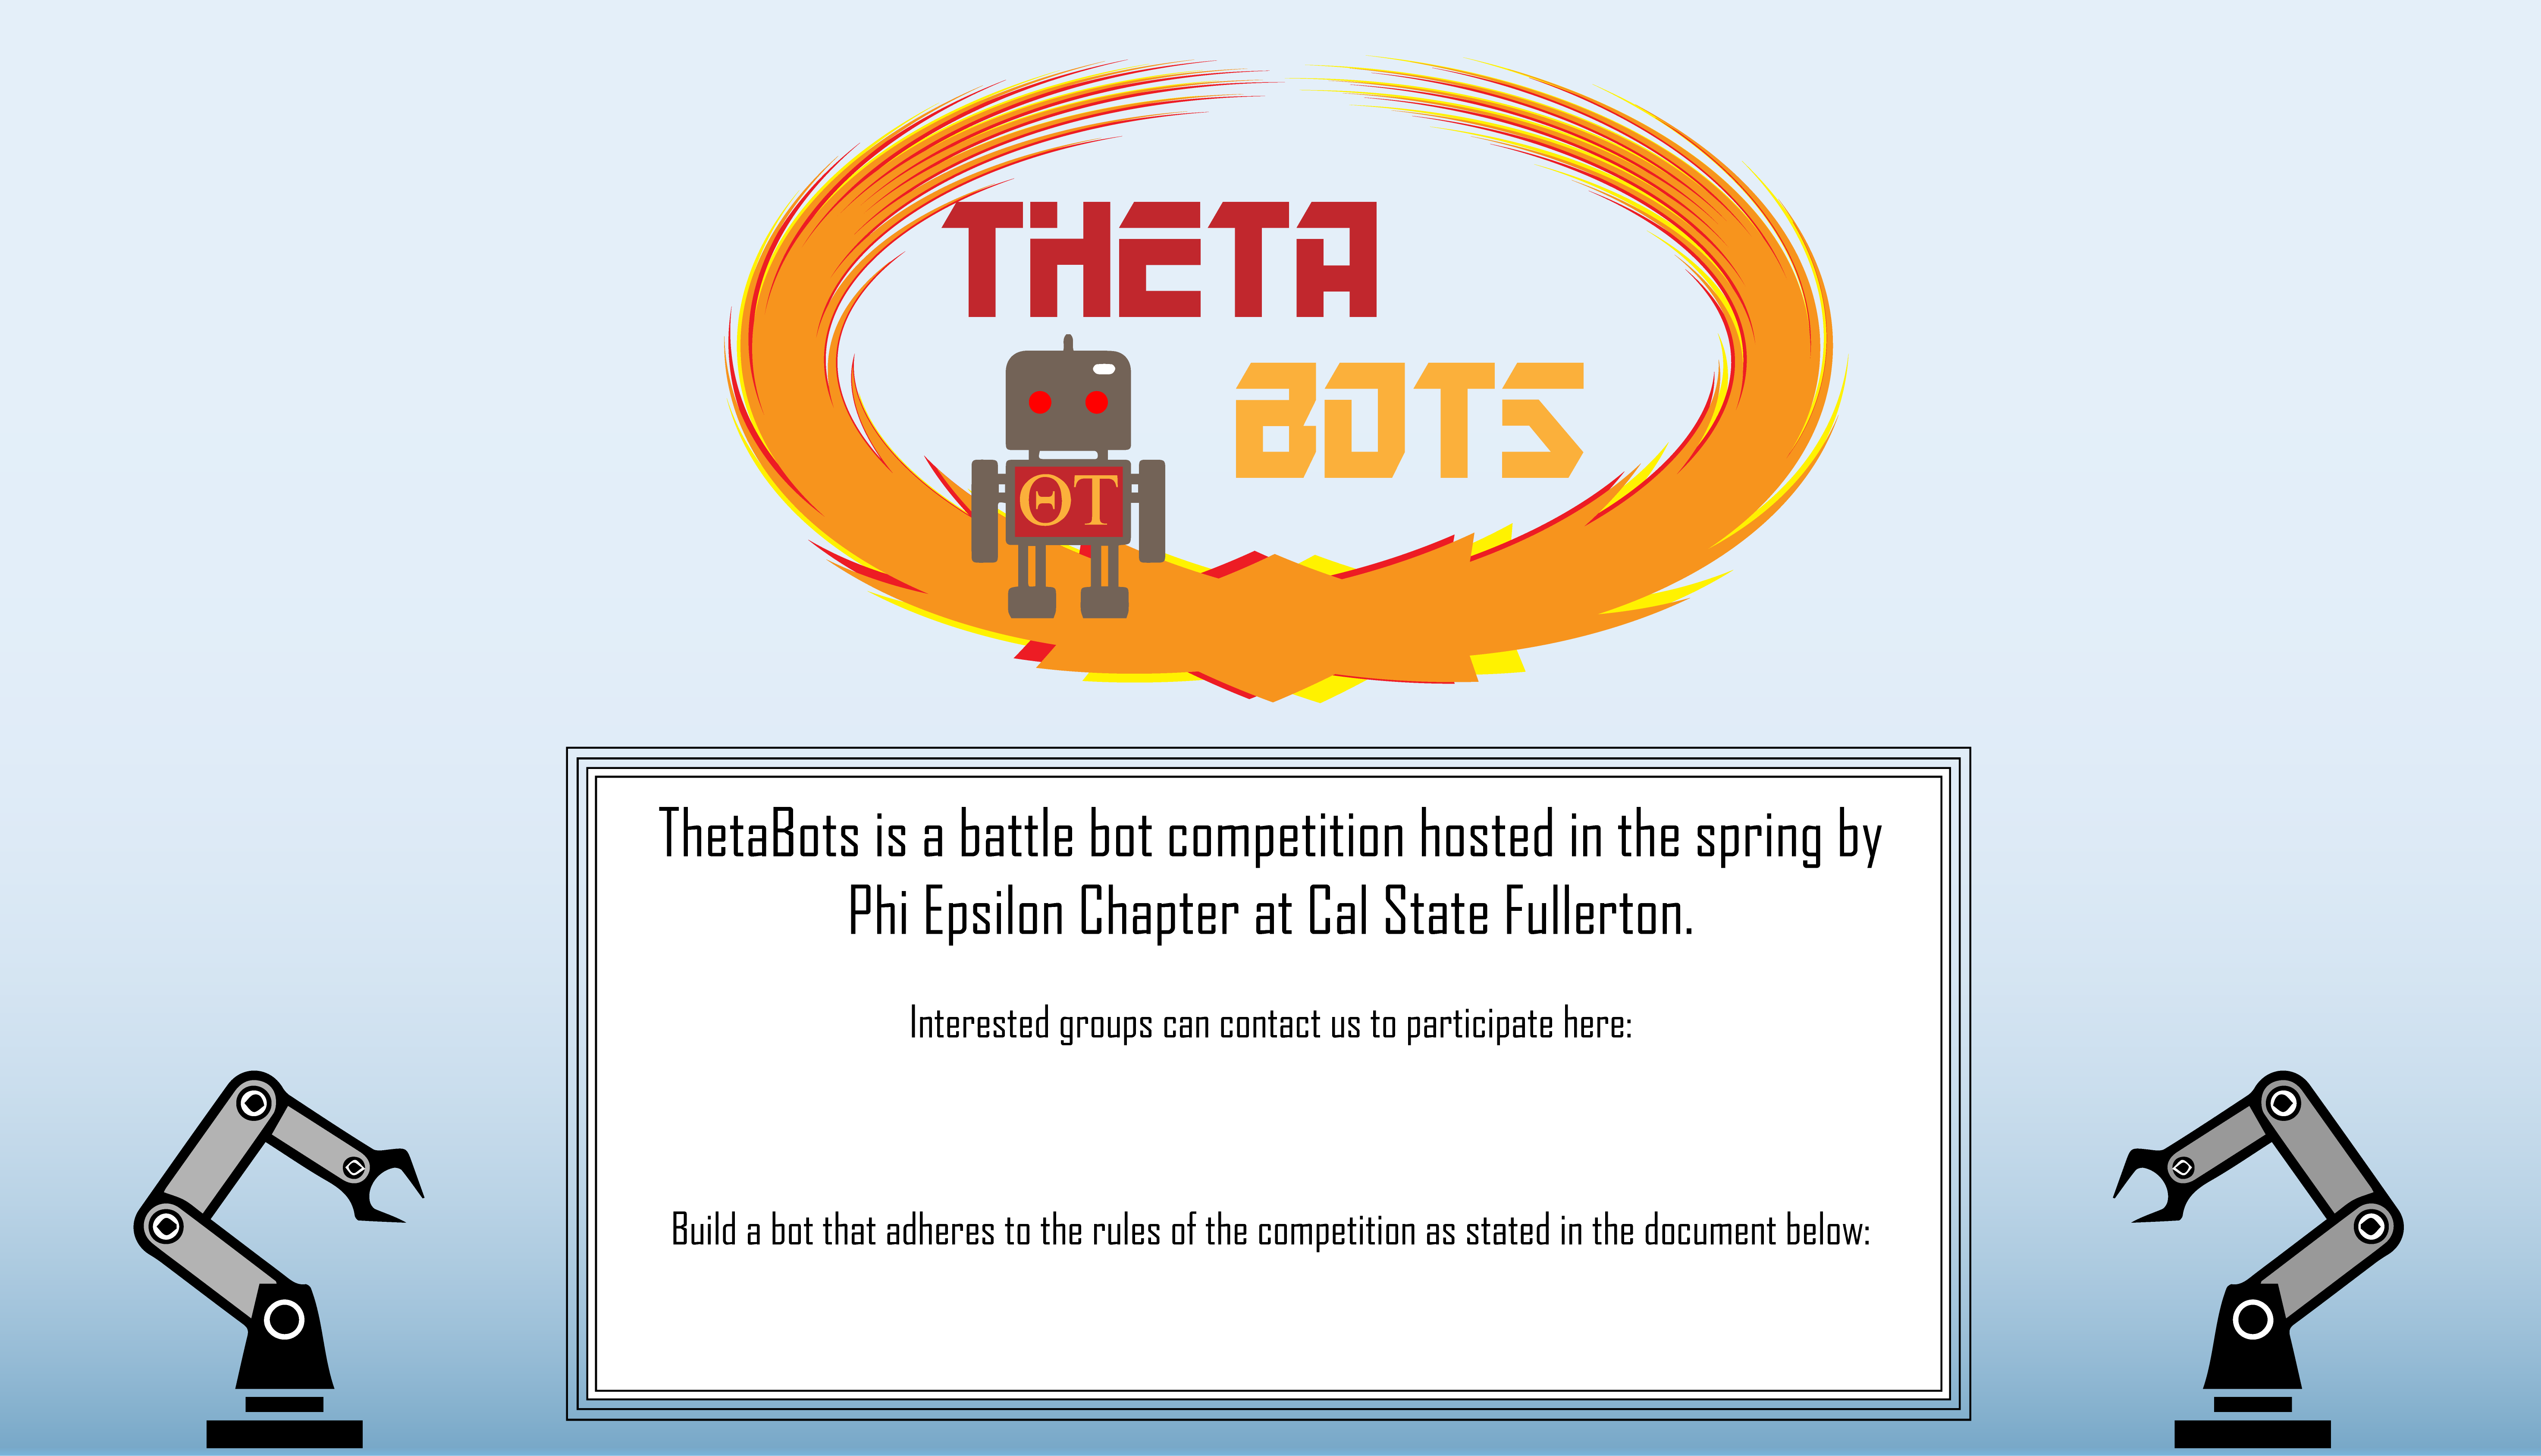 THETA
BOTS
ΘΤ
ThetaBots is a battle bot competition hosted in the spring by
Phi Epsilon Chapter at Cal State Fullerton.
Interested groups can contact us to participate here:
Build a bot that adheres to the rules of the competition as stated in the document below: